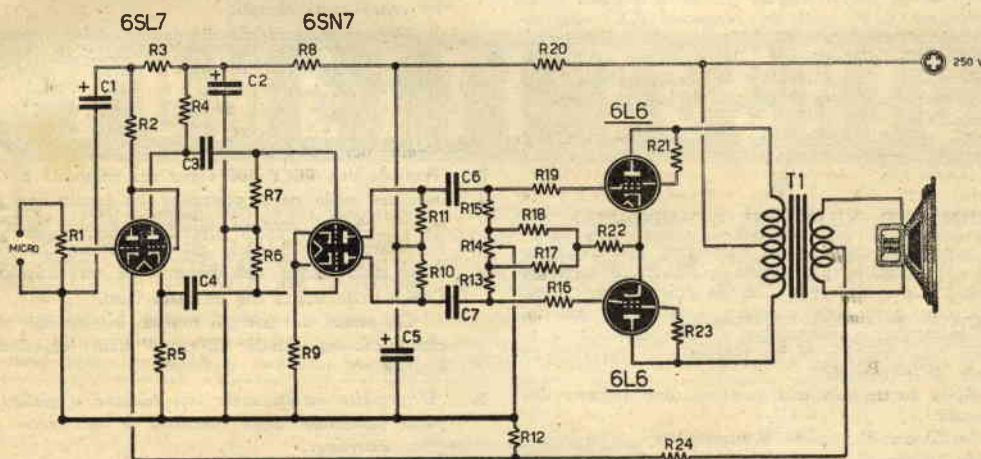 6SL7
6SN7
R3
R8
R20
250 V
C1
C2
R2
R4
6L6
R21
C3
C6
R19
T1
R7
R11
R15
R18
R1
MICRO
R14
R22
R6
R10
R17
C4
R13
C7
R16
R5
R9
C5
R23
6L6
R12
R24